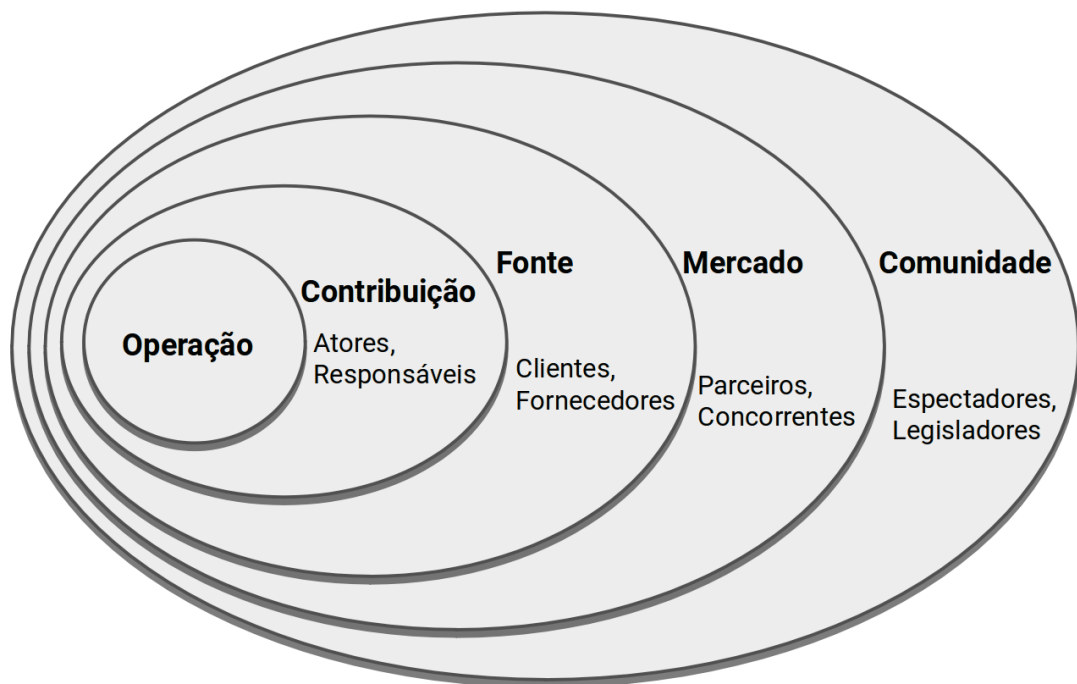 Operação
Contribuição
Atores,
Responsáveis
Fonte
Clientes,
Fornecedores
Mercado
Parceiros,
Concorrentes
Comunidade
Espectadores,
Legisladores